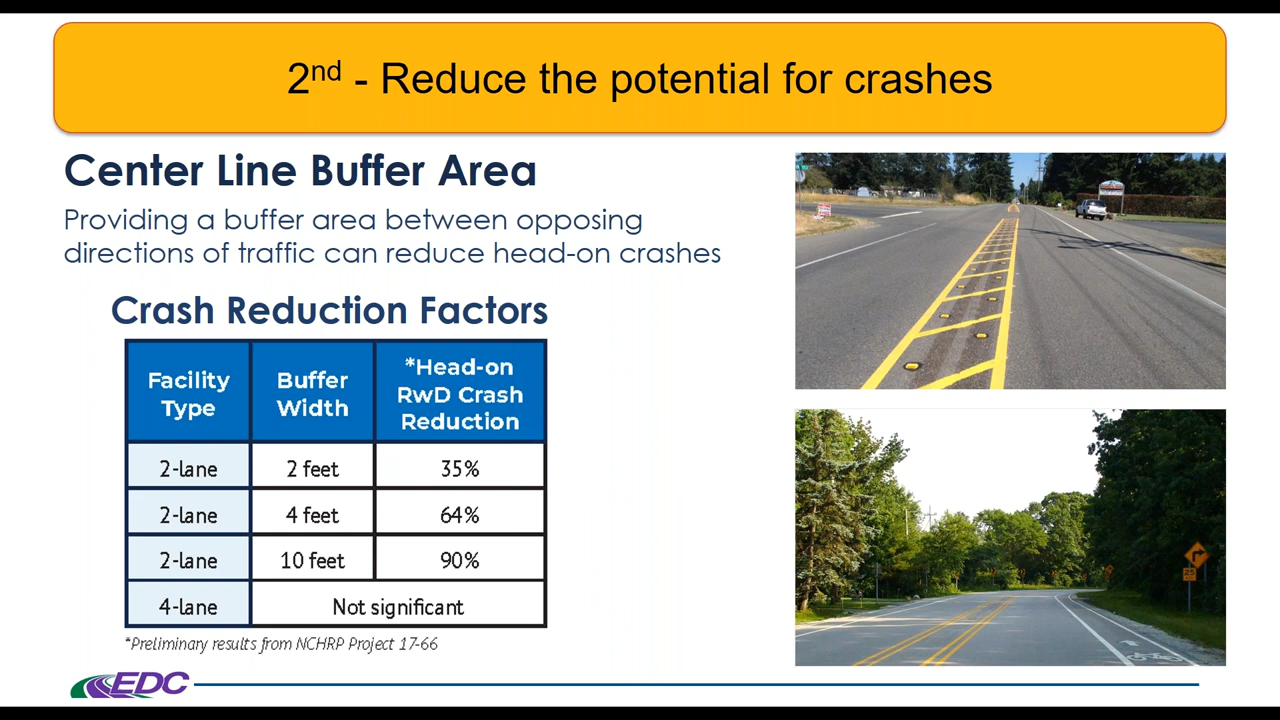 2nd - Reduce the potential for crashes
Center Line Buffer Area
Providing a buffer area between opposing
directions of traffic can reduce head-on crashes
Crash Reduction Factors
Facility Type | Buffer Width | *Head-on RwD Crash Reduction
2-lane | 2 feet | 35%
2-lane | 4 feet | 64%
2-lane | 10 feet | 90%
4-lane | Not significant
*Preliminary results from NCHRP Project 17-66
EDC